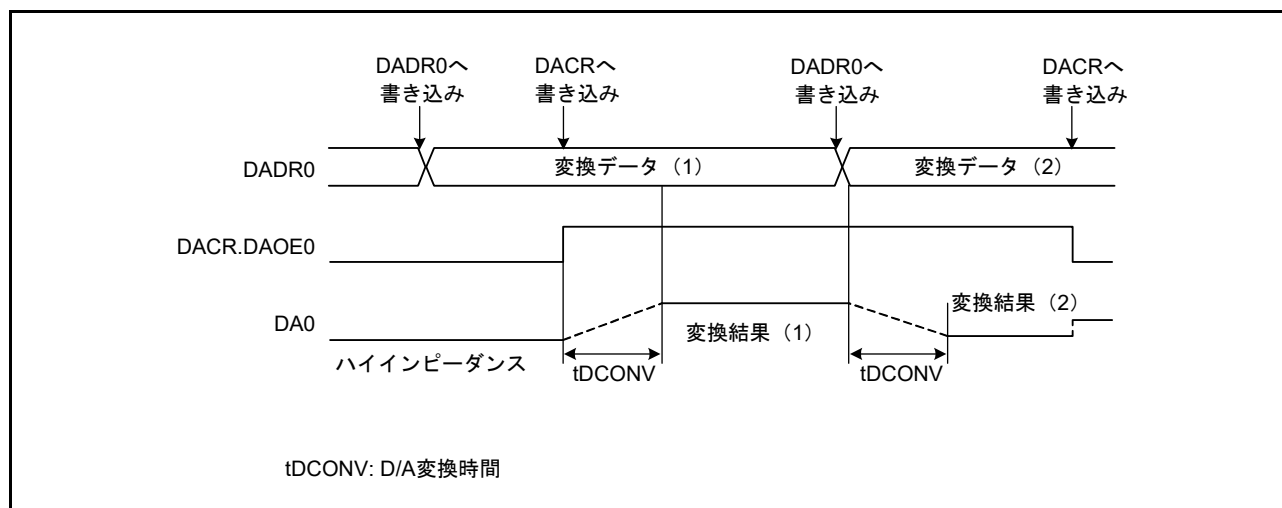 DADR0へ
書き込み
DACRへ
書き込み
DADR0へ
書き込み
DACRへ
書き込み
DADR0
変換データ（1）
変換データ（2）
DACR.DAOE0
DA0
変換結果（1）
変換結果（2）
ハイインピーダンス
tDCONV
tDCONV
tDCONV: D/A変換時間